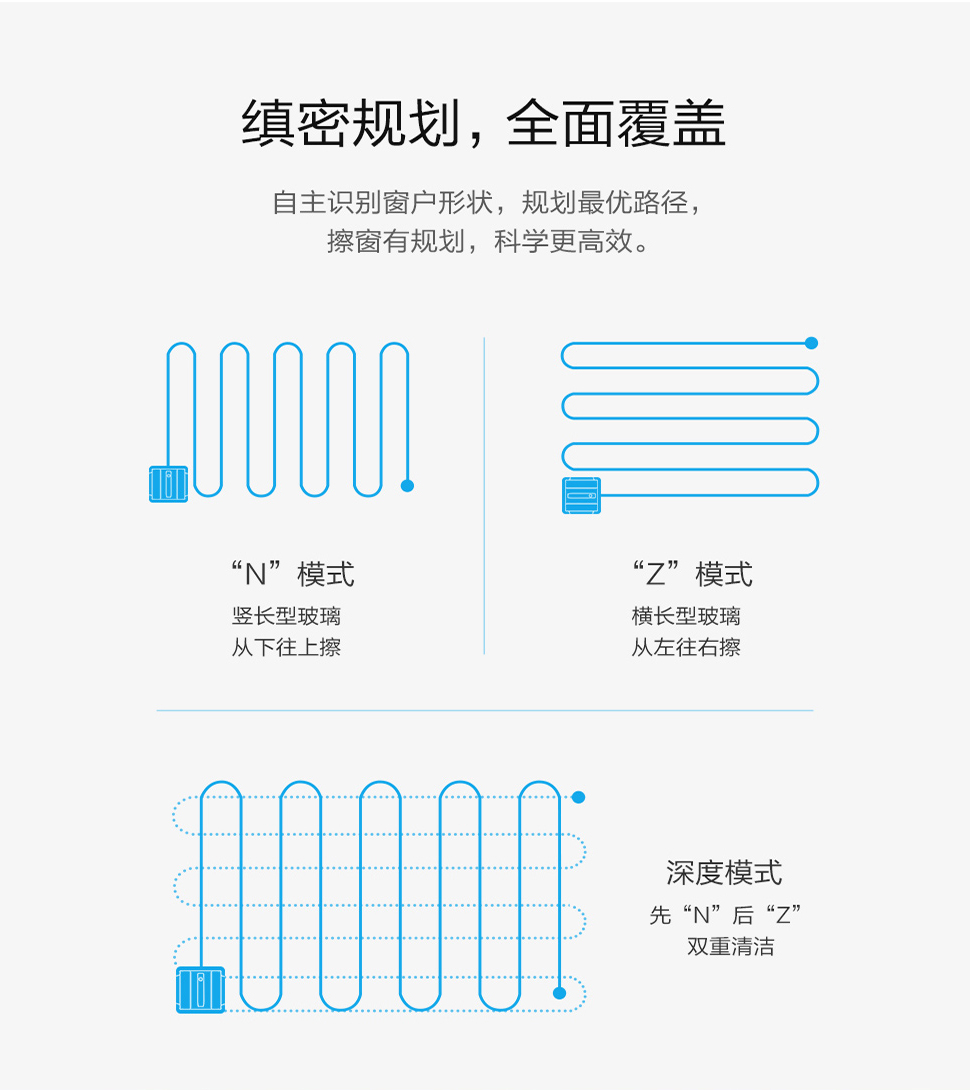 缜密规划，全面覆盖
自主识别窗户形状，规划最优路径，
擦窗有规划，科学更高效。
“N”模式
竖长型玻璃
从下往上擦
“Z”模式
横长型玻璃
从左往右擦
深度模式
先“N”后“Z”
双重清洁